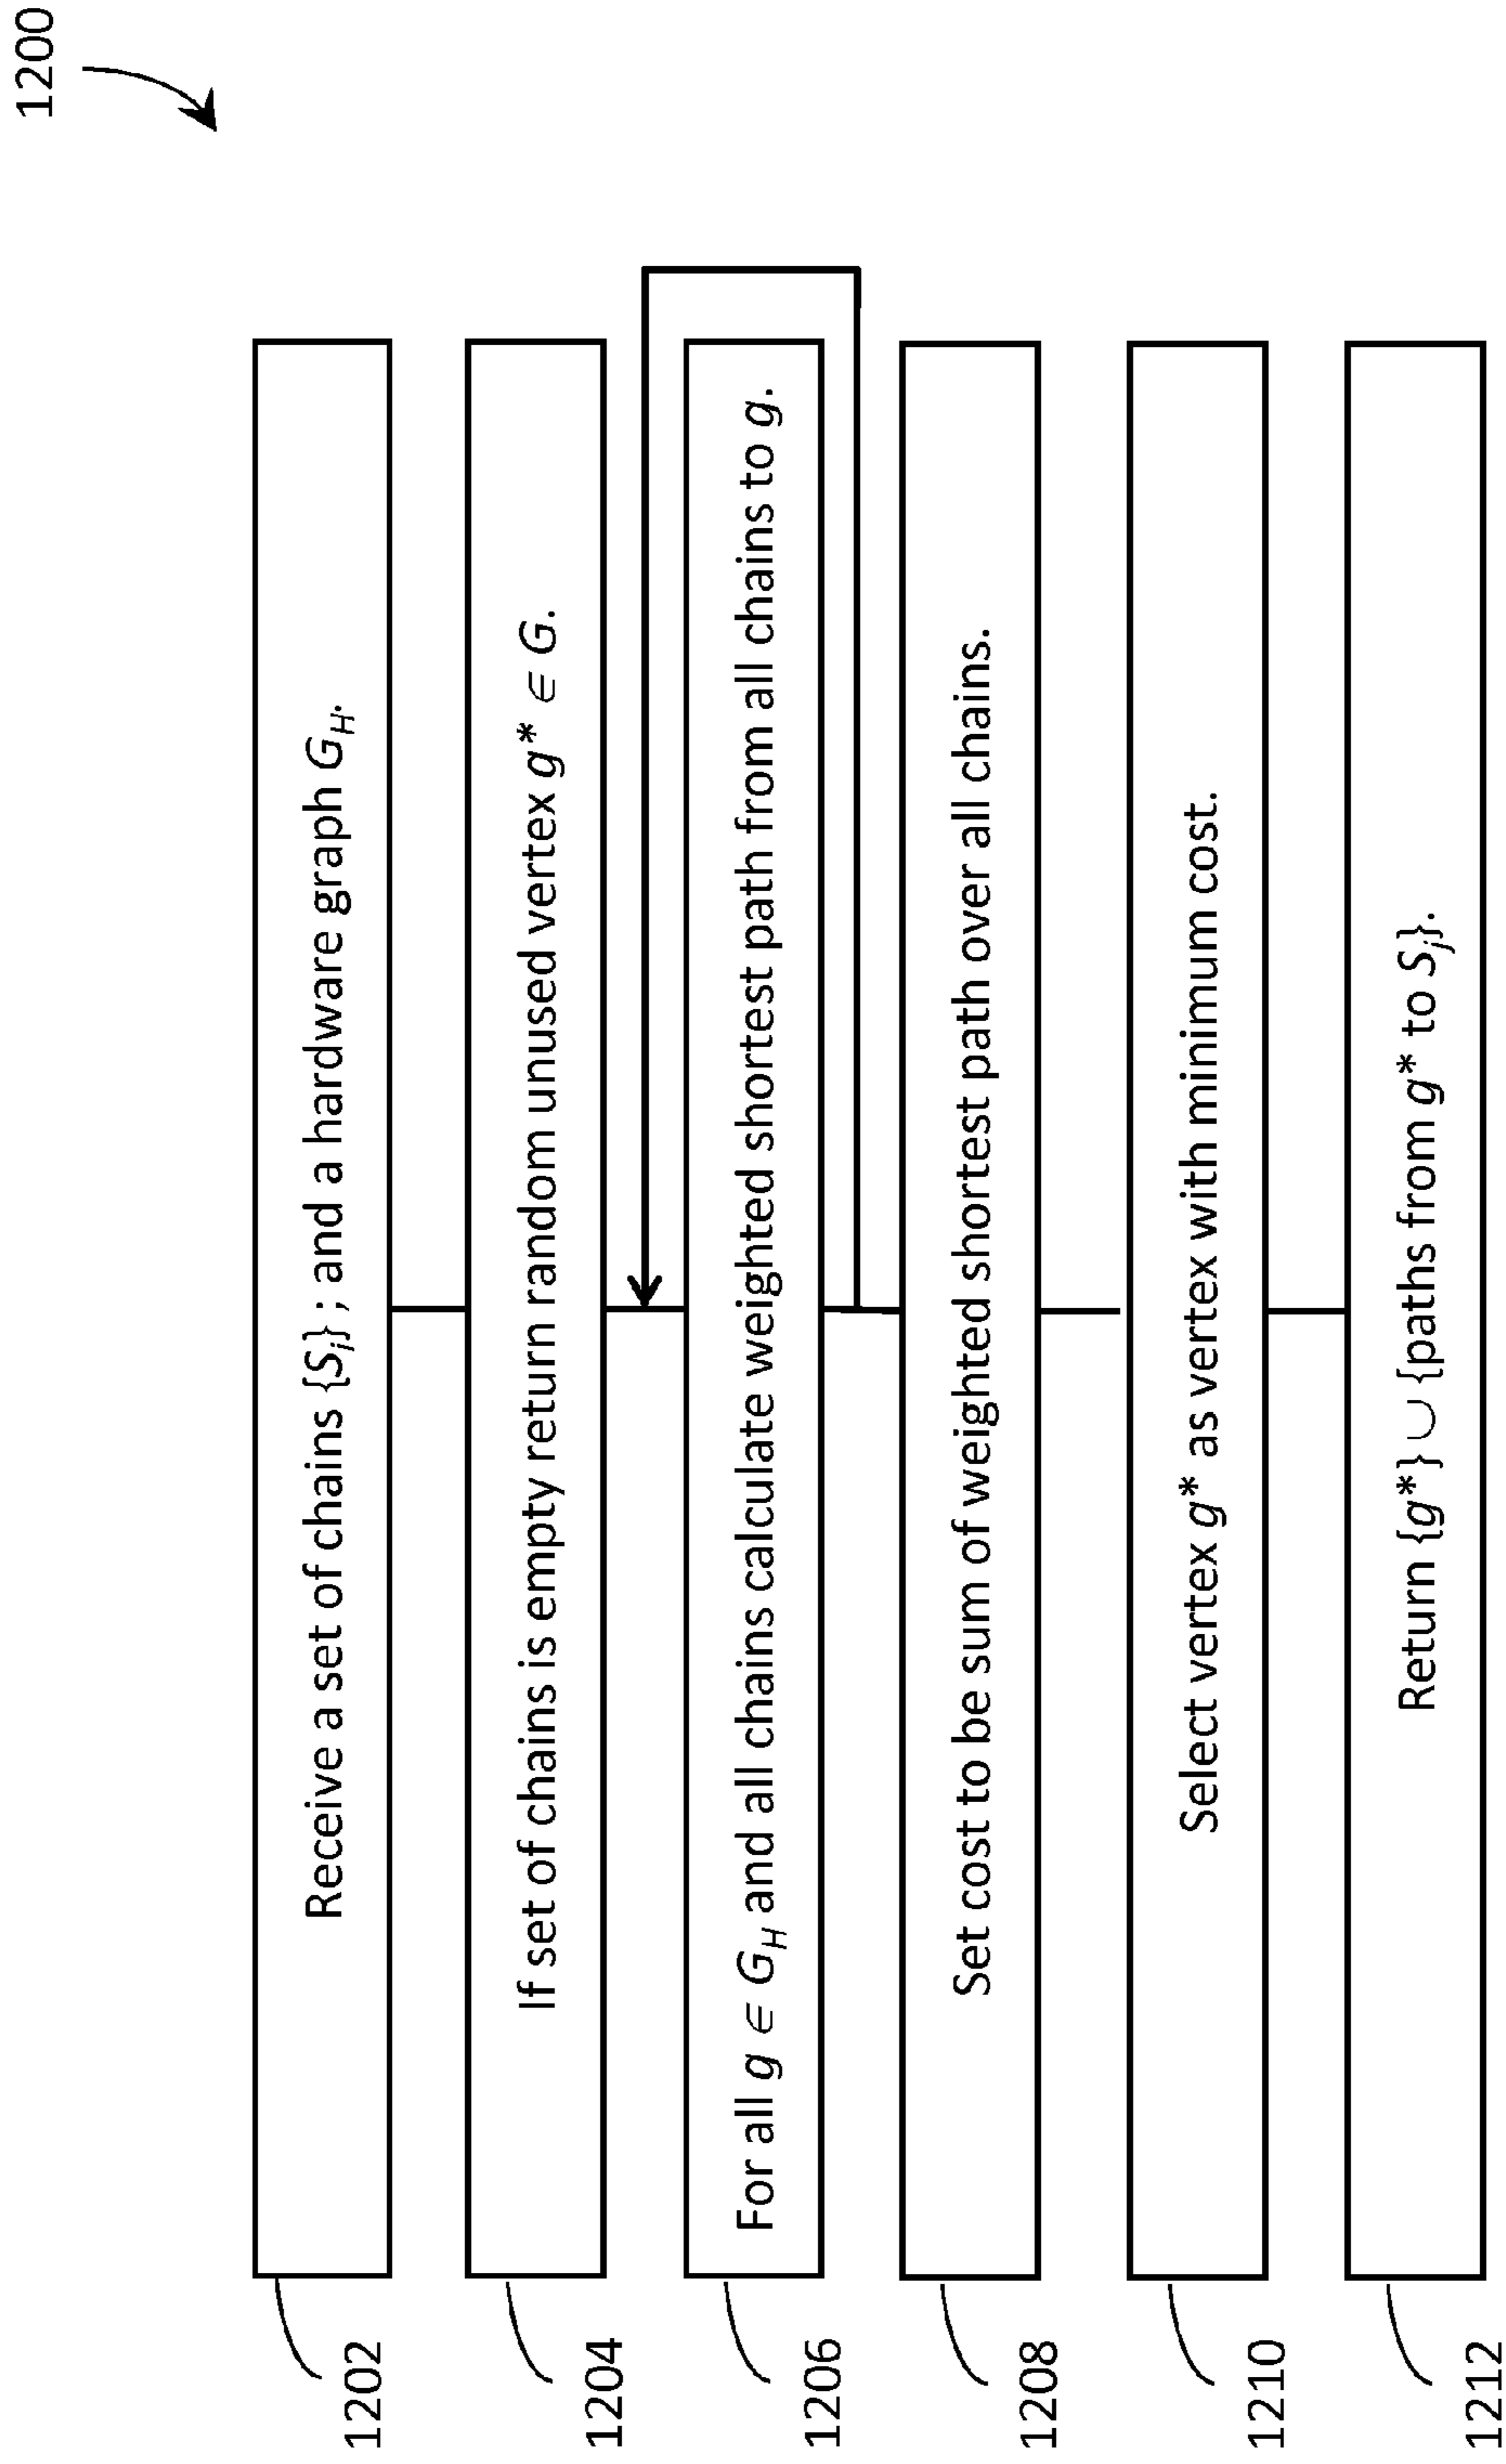 1200
1202
Receive a set of chains {S_i} ; and a hardware graph G_H.
1204
If set of chains is empty return random unused vertex g* ∈ G.
1206
For all g ∈ G_H and all chains calculate weighted shortest path from all chains to g.
1208
Set cost to be sum of weighted shortest path over all chains.
1210
Select vertex g* as vertex with minimum cost.
1212
Return {g*} ∪ {paths from g* to S_j}.